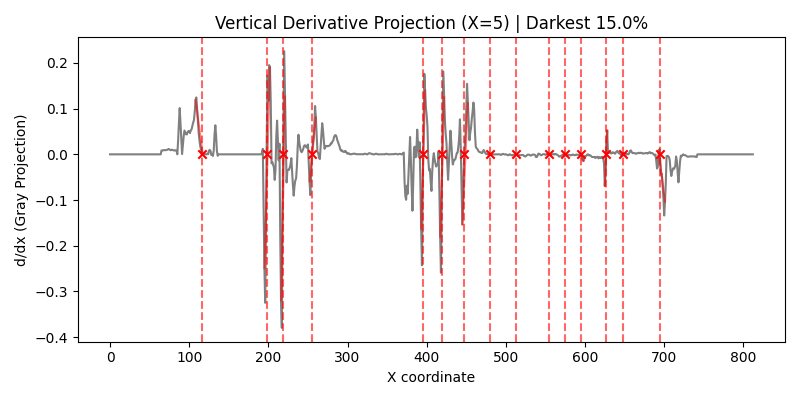 Vertical Derivative Projection (X=5) | Darkest 15.0%
d/dx (Gray Projection)
0.2
0.1
0.0
−0.1
−0.2
−0.3
−0.4
0 100 200 300 400 500 600 700 800
X coordinate